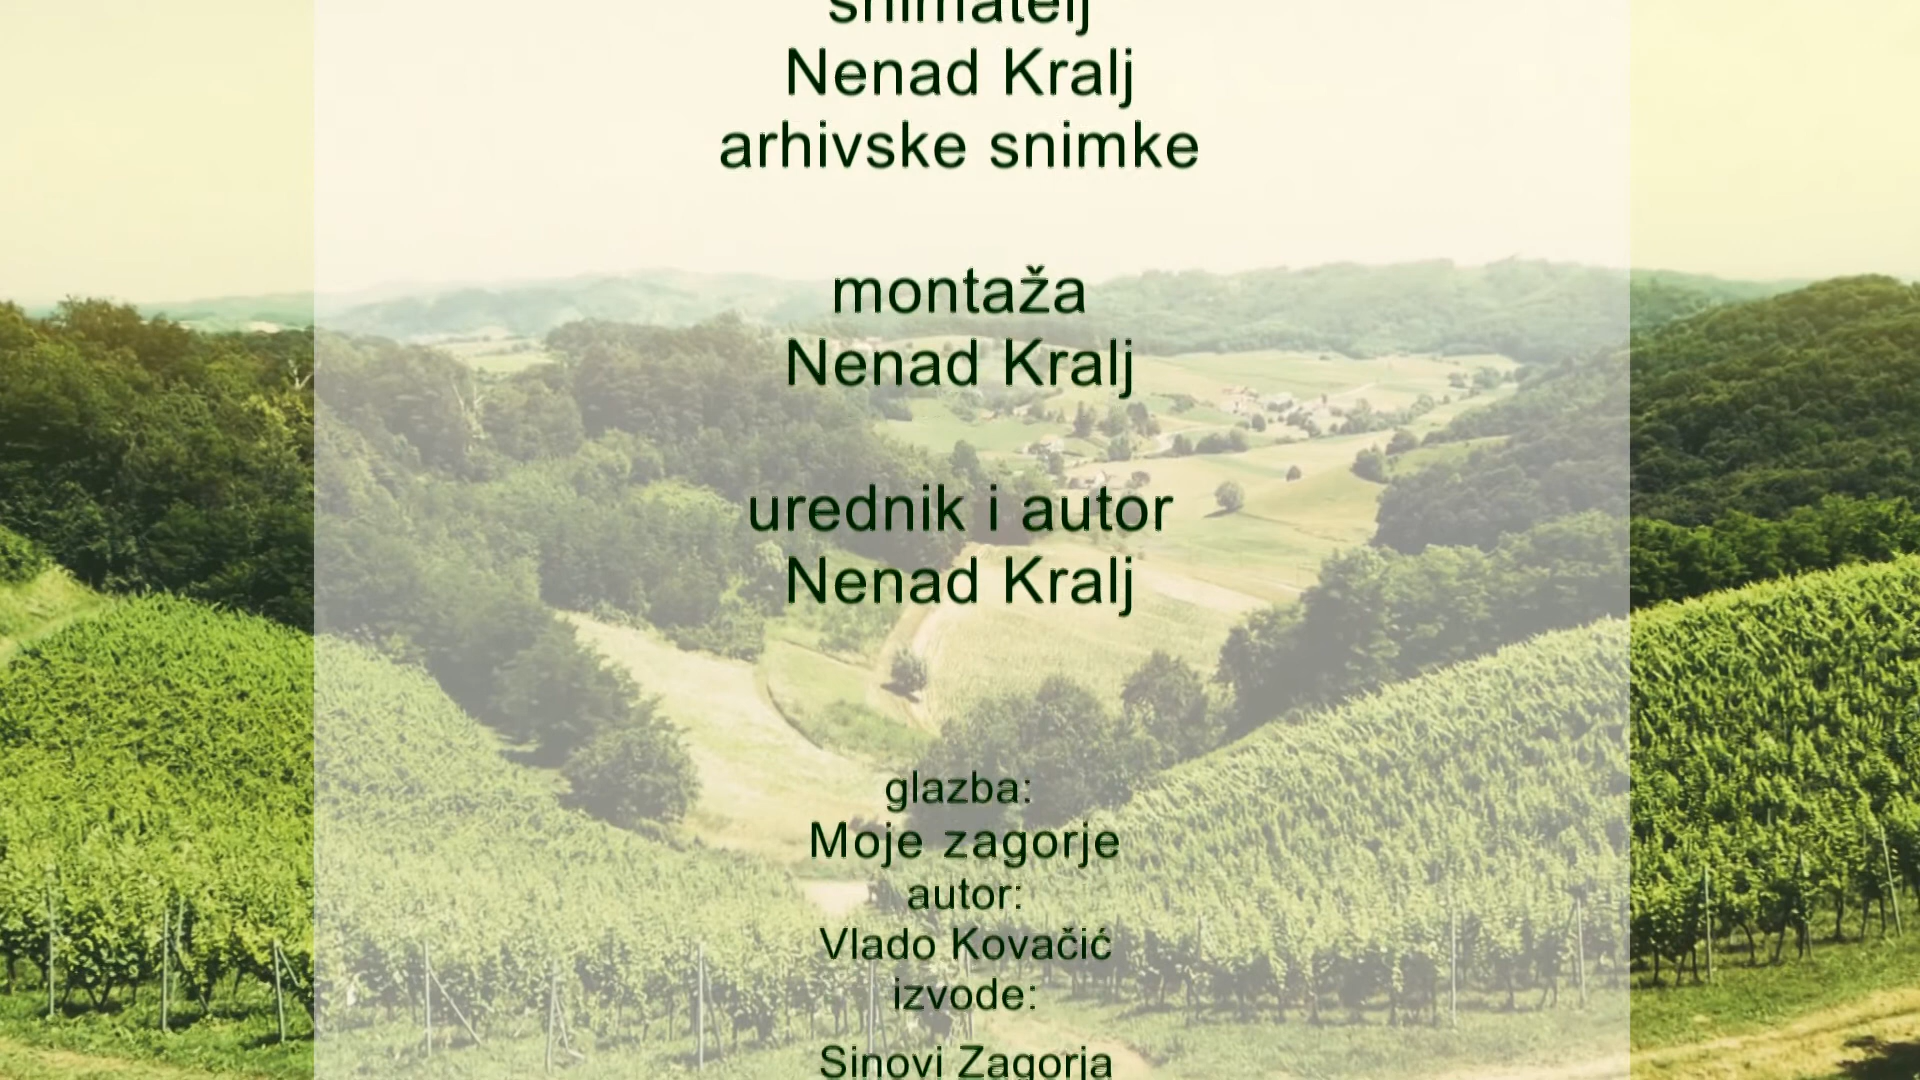 snimatelj
Nenad Kralj
arhivske snimke
montaža
Nenad Kralj
urednik i autor
Nenad Kralj
glazba:
Moje zagorje
autor:
Vlado Kovačić
izvode:
Sinovi Zagorja